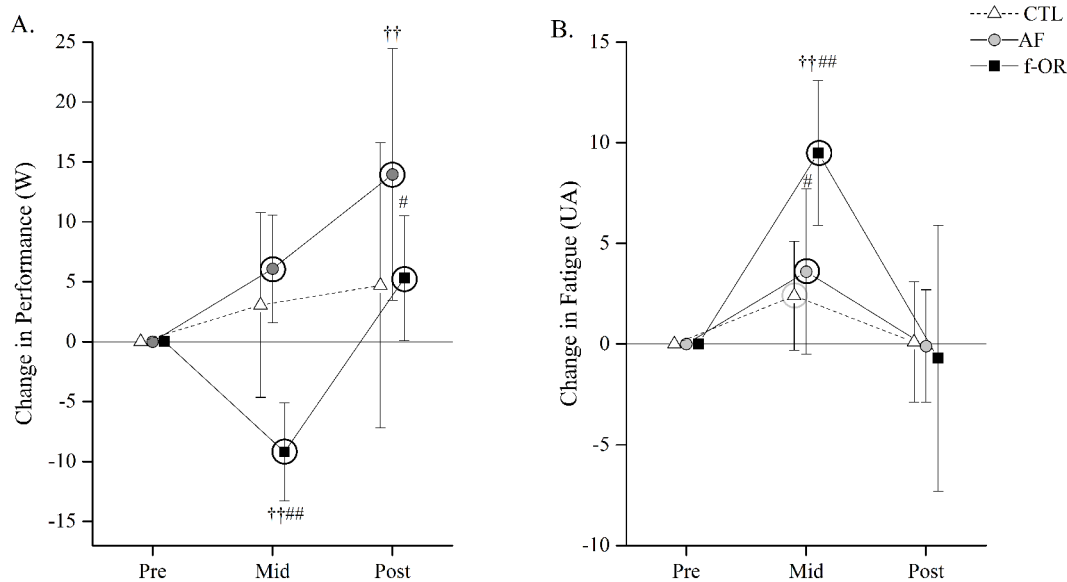 A.
Change in Performance (W)
25
20
15
10
5
0
-5
-10
-15
††
#
††##
Pre Mid Post
B.
CTL
AF
f-OR
Change in Fatigue (UA)
15
10
5
0
-5
-10
††##
#
Pre Mid Post